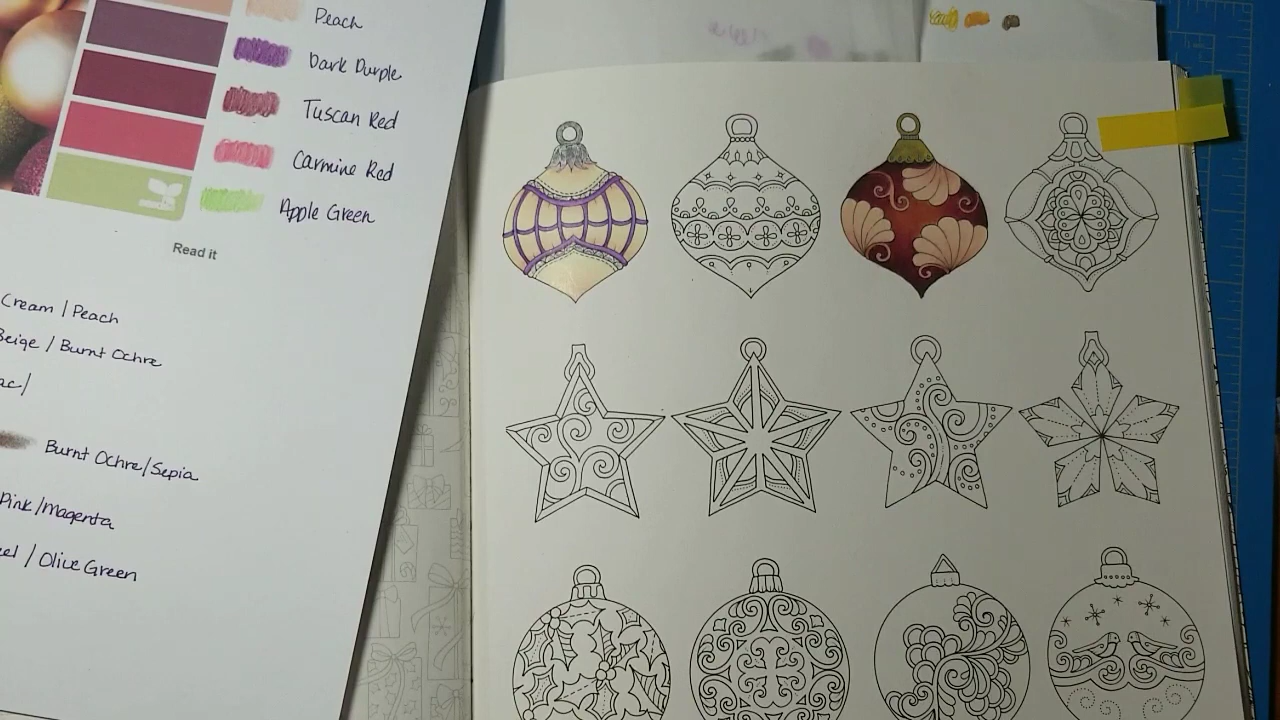 Peach
Dark Purple
Tuscan Red
Carmine Red
Apple Green
Read it
Cream / Peach
Beige / Burnt Ochre
Burnt Ochre/Sepia
Pink/Magenta
/ Olive Green